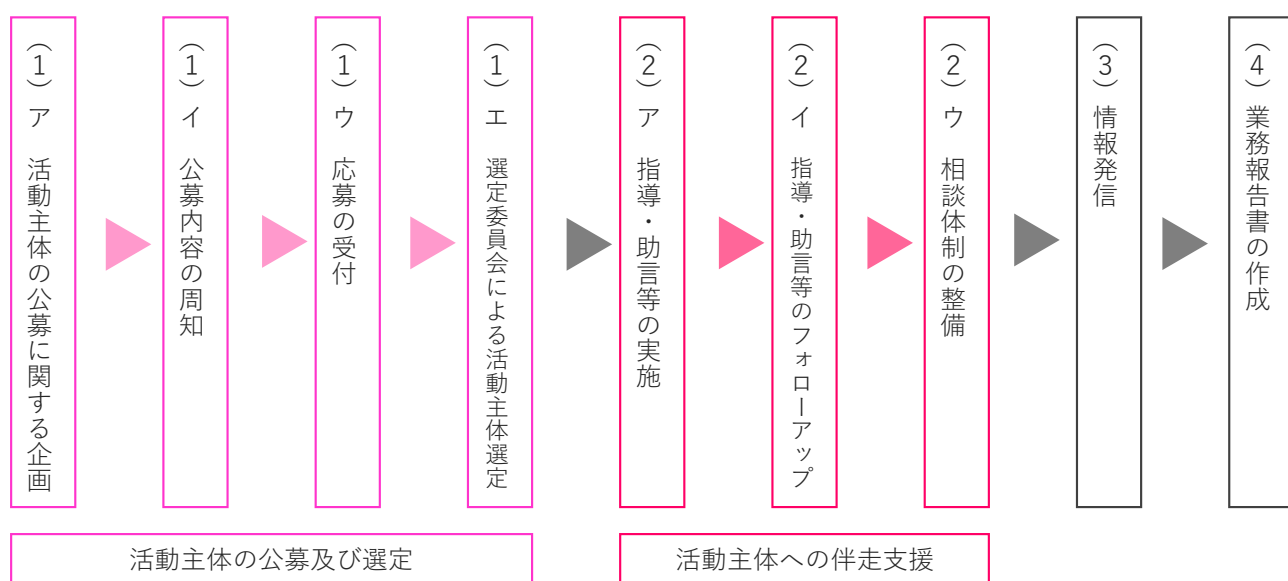 (1)ア 活動主体の公募に関する企画
(1)イ 公募内容の周知
(1)ウ 応募の受付
(1)エ 選定委員会による活動主体選定
(2)ア 指導・助言等の実施
(2)イ 指導・助言等のフォローアップ
(2)ウ 相談体制の整備
(3)情報発信
(4)業務報告書の作成
活動主体の公募及び選定
活動主体への伴走支援